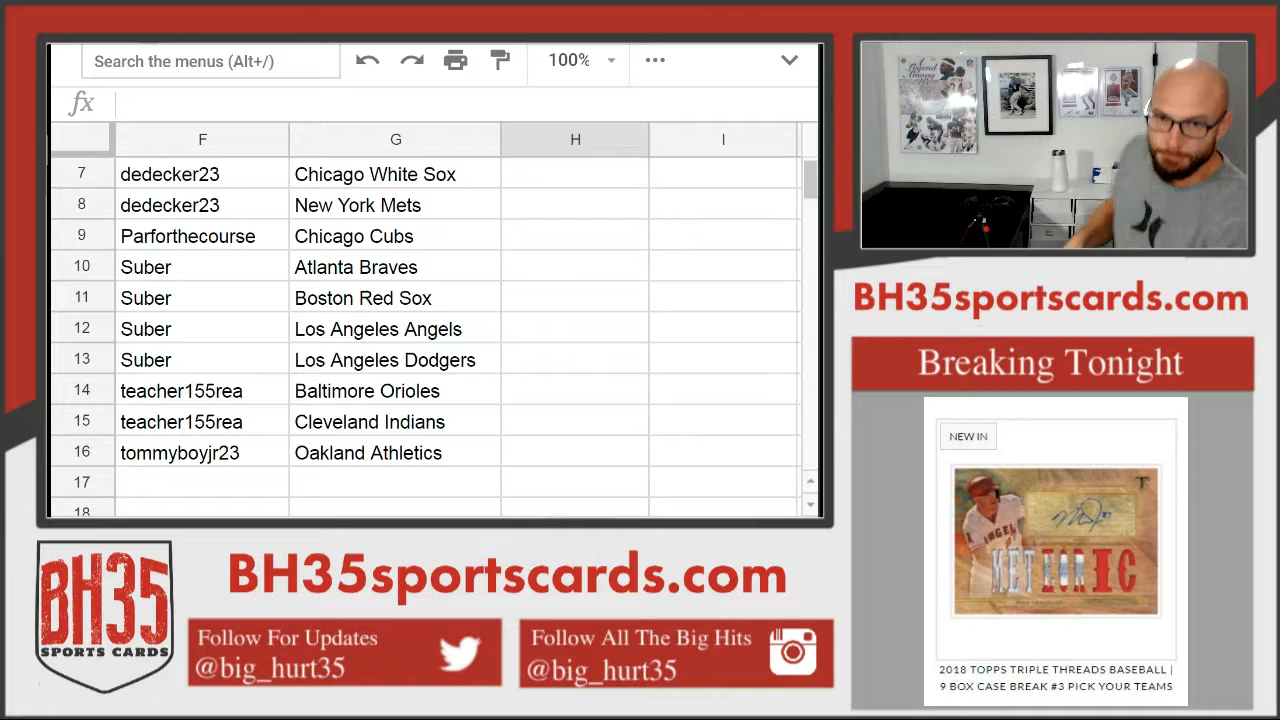 Search the menus (Alt+/)
100%
fx
F G H I
7 dedecker23 Chicago White Sox
8 dedecker23 New York Mets
9 Parforthecourse Chicago Cubs
10 Suber Atlanta Braves
11 Suber Boston Red Sox
12 Suber Los Angeles Angels
13 Suber Los Angeles Dodgers
14 teacher155rea Baltimore Orioles
15 teacher155rea Cleveland Indians
16 tommyboyjr23 Oakland Athletics
17
18
BH35sportscards.com
Breaking Tonight
NEW IN
ANGELS
METEORIC
2018 TOPPS TRIPLE THREADS BASEBALL |
9 BOX CASE BREAK #3 PICK YOUR TEAMS
BH35
SPORTS CARDS
BH35sportscards.com
Follow For Updates
@big_hurt35
Follow All The Big Hits
@big_hurt35